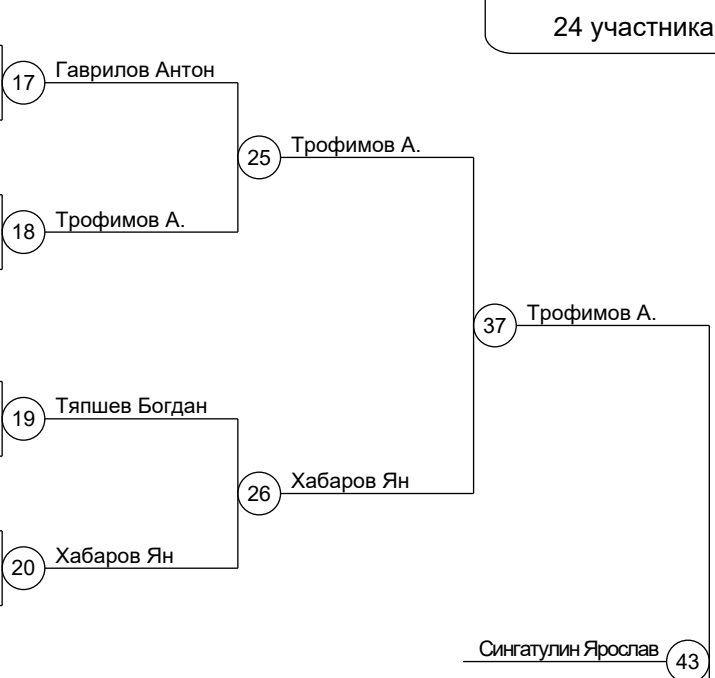 24 участника
17 Гаврилов Антон
25 Трофимов А.
18 Трофимов А.
37 Трофимов А.
19 Тяпшев Богдан
26 Хабаров Ян
20 Хабаров Ян
Сингатулин Ярослав 43